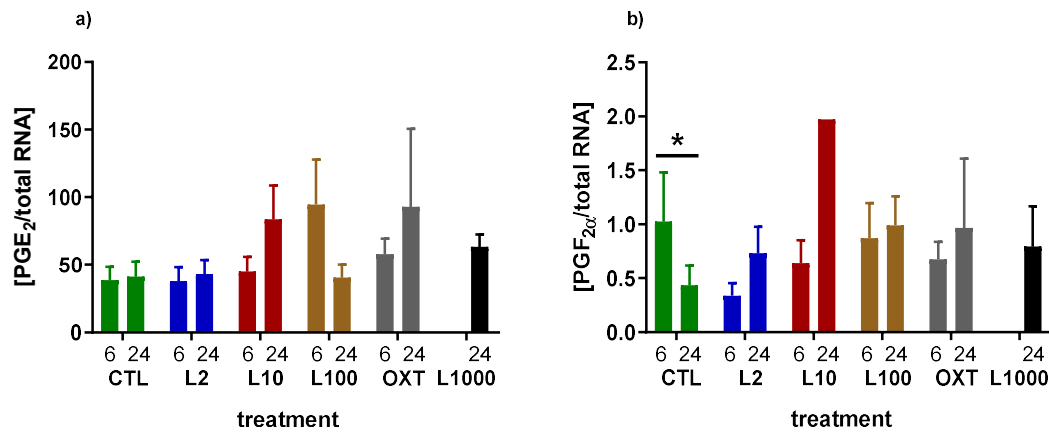 a)
[PGE2/total RNA]
200
150
100
50
0
6 24 6 24 6 24 6 24 6 24 24
CTL L2 L10 L100 OXT L1000
treatment
b)
[PGF2α/total RNA]
2.5
2.0
1.5
1.0
0.5
0.0
*
6 24 6 24 6 24 6 24 6 24 24
CTL L2 L10 L100 OXT L1000
treatment